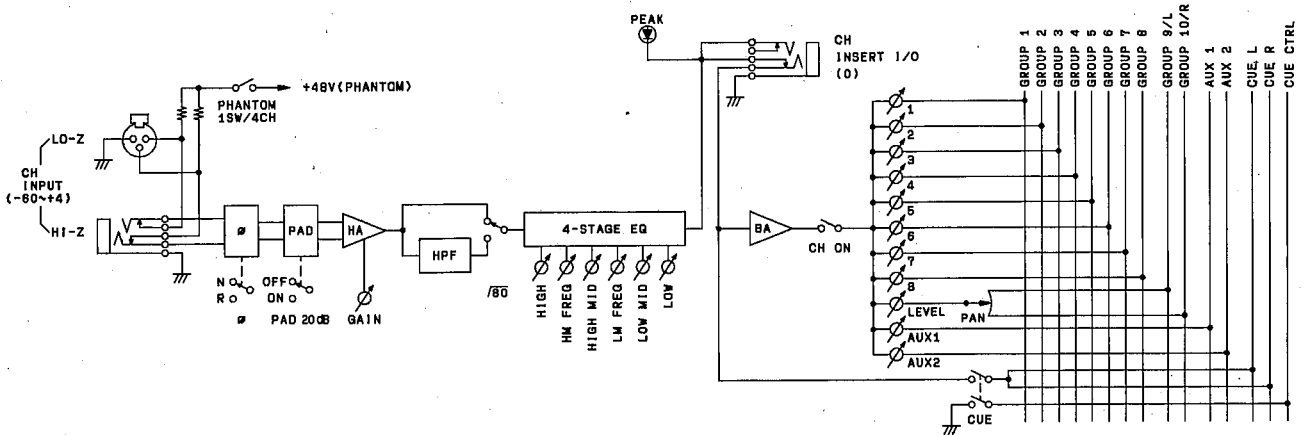 PEAK
CH
INSERT I/O
(0)
GROUP 1
GROUP 2
GROUP 3
GROUP 4
GROUP 5
GROUP 6
GROUP 7
GROUP 8
GROUP 9/L
GROUP 10/R
AUX 1
AUX 2
CUE L
CUE R
CUE CTRL
+48V(PHANTOM)
PHANTOM
1SW/4CH
LO-Z
CH
INPUT
(-60~+4)
HI-Z
ø
PAD
HA
HPF
4-STAGE EQ
BA
CH ON
1
2
3
4
5
6
7
8
LEVEL
PAN
AUX1
AUX2
N
R
ø
OFF
ON
PAD 20dB
GAIN
/80
HIGH
HM FREQ
HIGH MID
LM FREQ
LOW MID
LOW
CUE